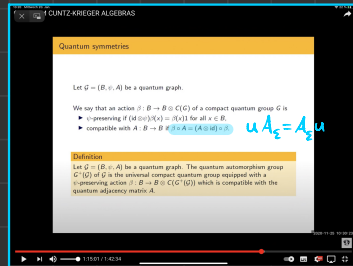 CUNTZ-KRIEGER ALGEBRAS
Quantum symmetries
Let 𝒢 = (B, ψ, A) be a quantum graph.
We say that an action β : B → B ⊗ C(G) of a compact quantum group G is
▶ ψ-preserving if (id ⊗ψ)β(x) = β(x)1 for all x ∈ B,
▶ compatible with A : B → B if β ∘ A = (A ⊗ id) ∘ β.
u A_Σ = A_Σ u
Definition
Let 𝒢 = (B, ψ, A) be a quantum graph. The quantum automorphism group
G⁺(𝒢) of 𝒢 is the universal compact quantum group equipped with a
ψ-preserving action β : B → B ⊗ C(G⁺(𝒢)) which is compatible with the
quantum adjacency matrix A.
1:15:01 / 1:42:34